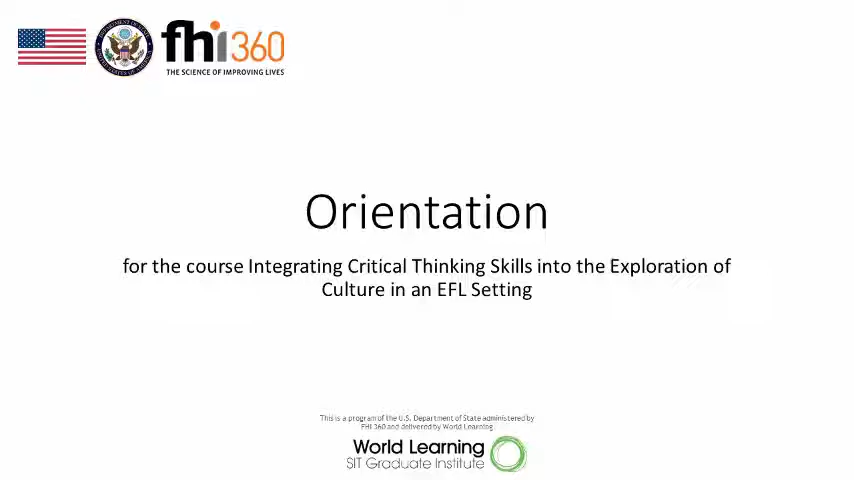 fhi360
THE SCIENCE OF IMPROVING LIVES
Orientation
for the course Integrating Critical Thinking Skills into the Exploration of
Culture in an EFL Setting
This is a program of the U.S. Department of State administered by
FHI 360 and delivered by World Learning
World Learning
SIT Graduate Institute